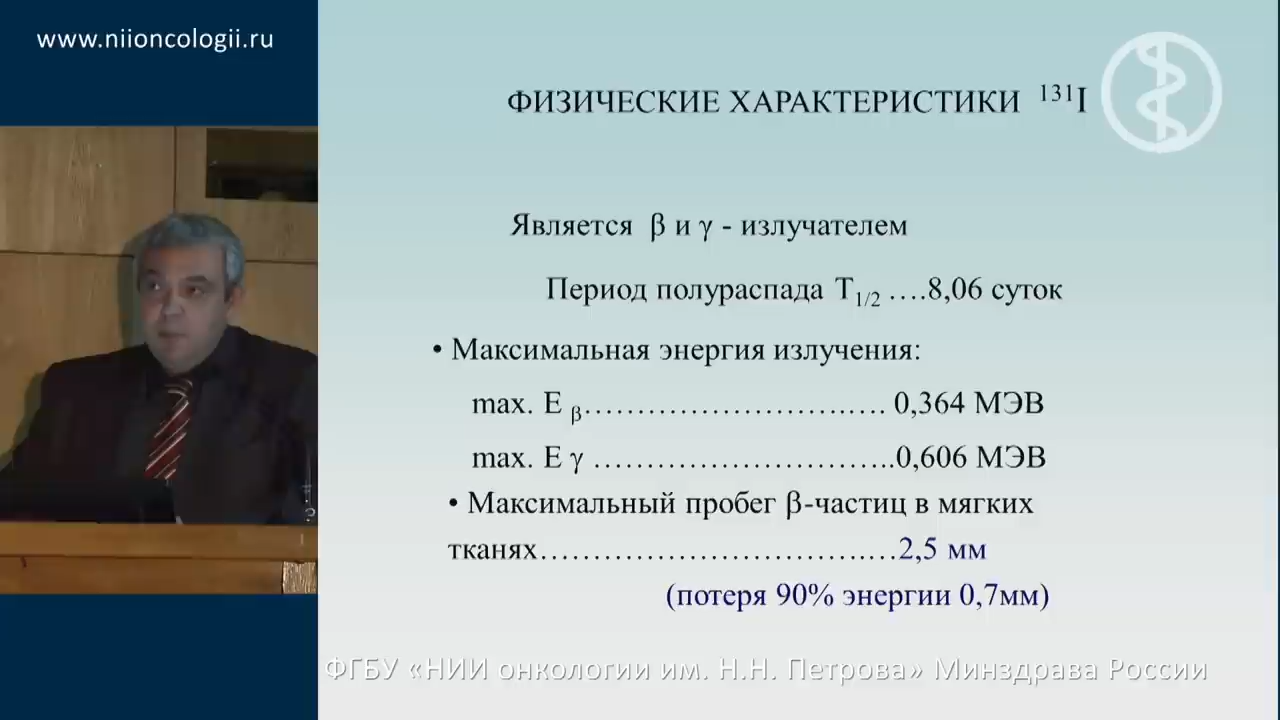 www.niioncologii.ru
ФИЗИЧЕСКИЕ ХАРАКТЕРИСТИКИ ¹³¹I
Является β и γ - излучателем
Период полураспада Т1/2 ….8,06 суток
• Максимальная энергия излучения:
max. E β…………………….…. 0,364 МЭВ
max. E γ ………………………..0,606 МЭВ
• Максимальный пробег β-частиц в мягких
тканях………………………….…2,5 мм
(потеря 90% энергии 0,7мм)
ФГБУ «НИИ онкологии им. Н.Н. Петрова» Минздрава России